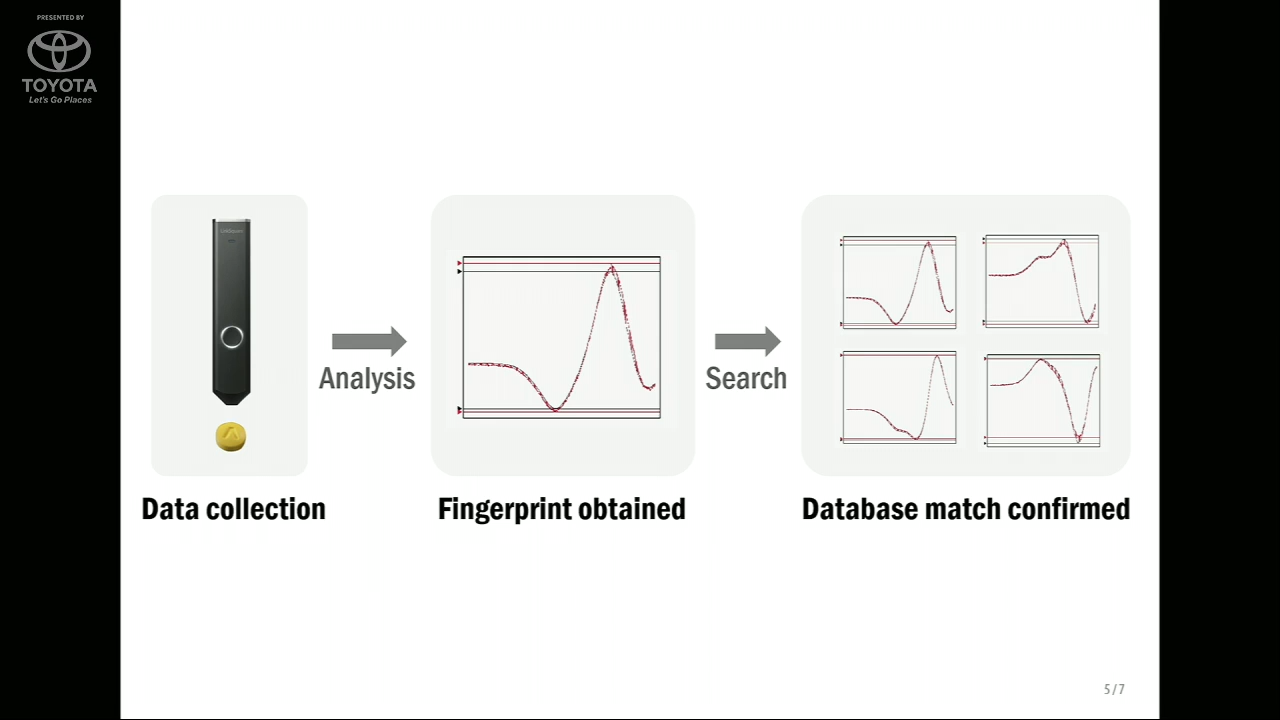 PRESENTED BY
TOYOTA
Let's Go Places
Analysis
Search
Data collection
Fingerprint obtained
Database match confirmed
5/7